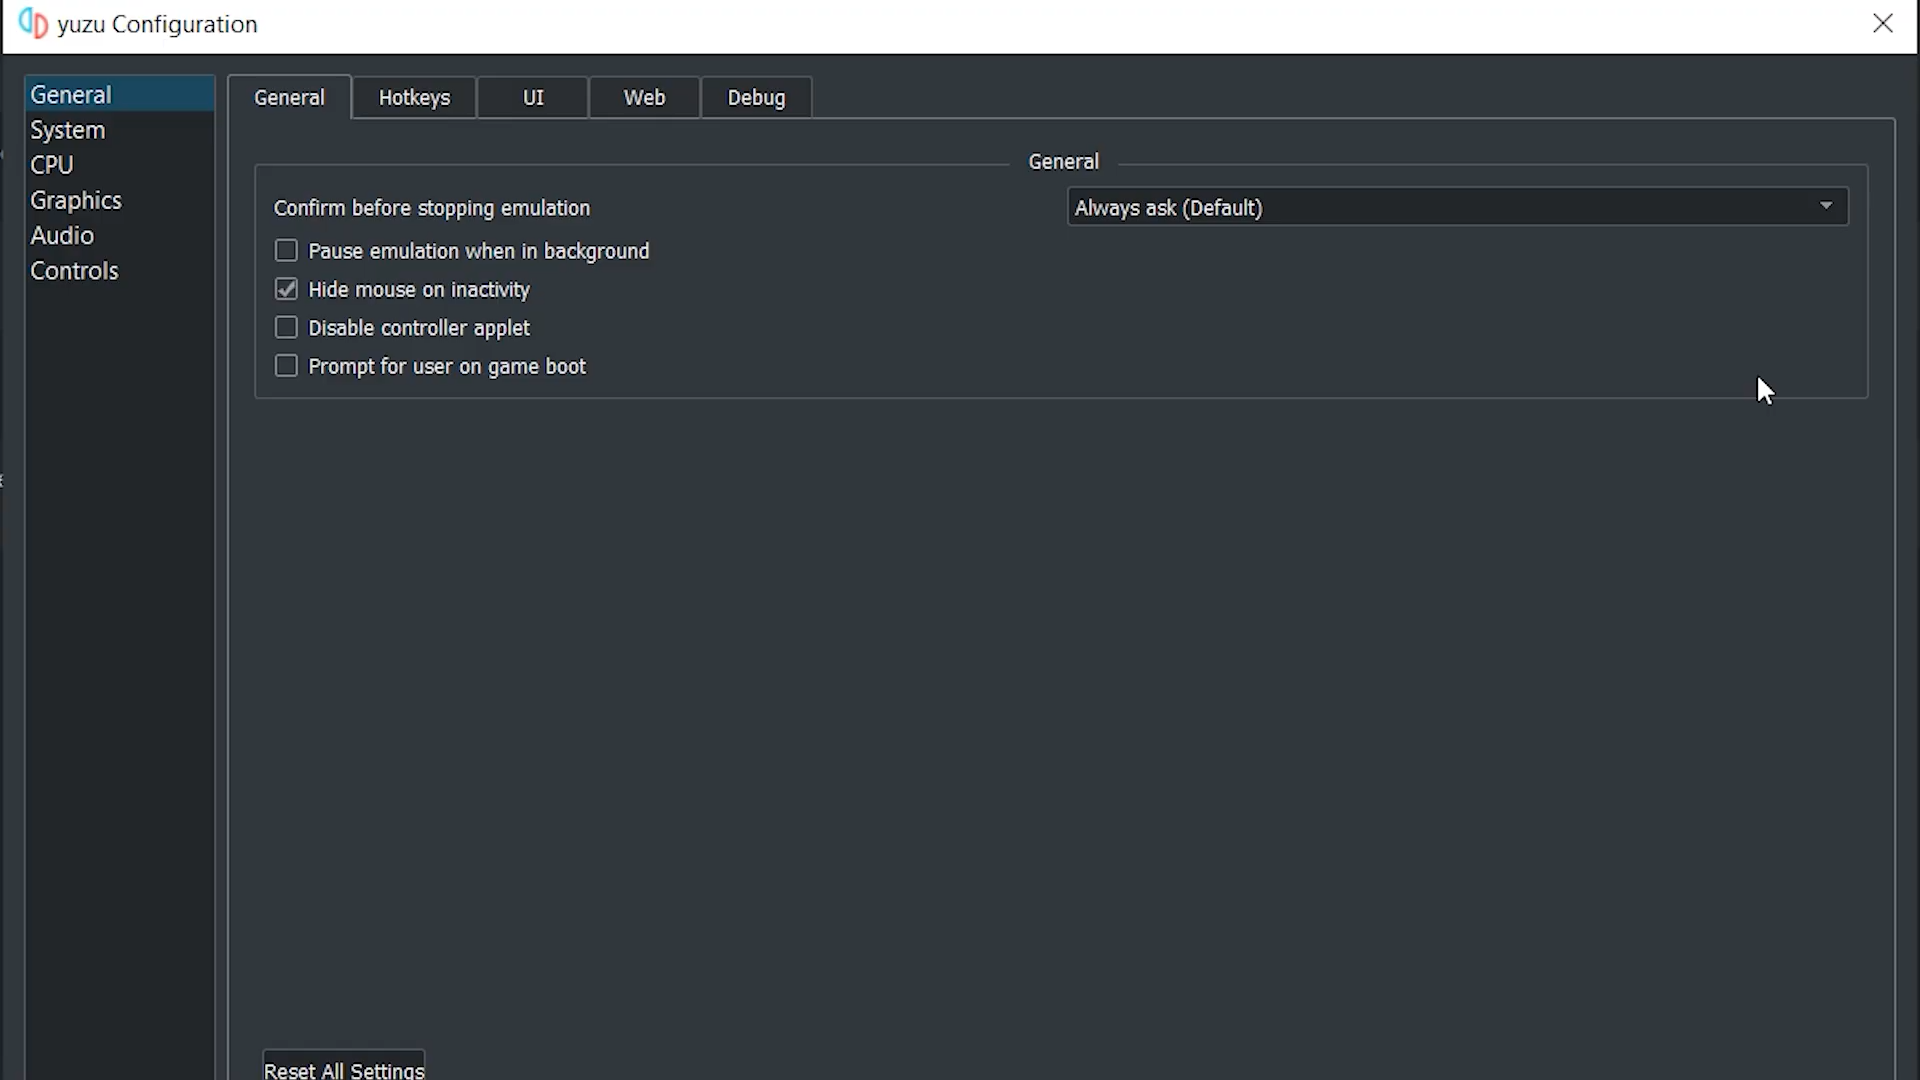 yuzu Configuration
General
System
CPU
Graphics
Audio
Controls
General Hotkeys UI Web Debug
General
Confirm before stopping emulation Always ask (Default)
Pause emulation when in background
Hide mouse on inactivity
Disable controller applet
Prompt for user on game boot
Reset All Settings